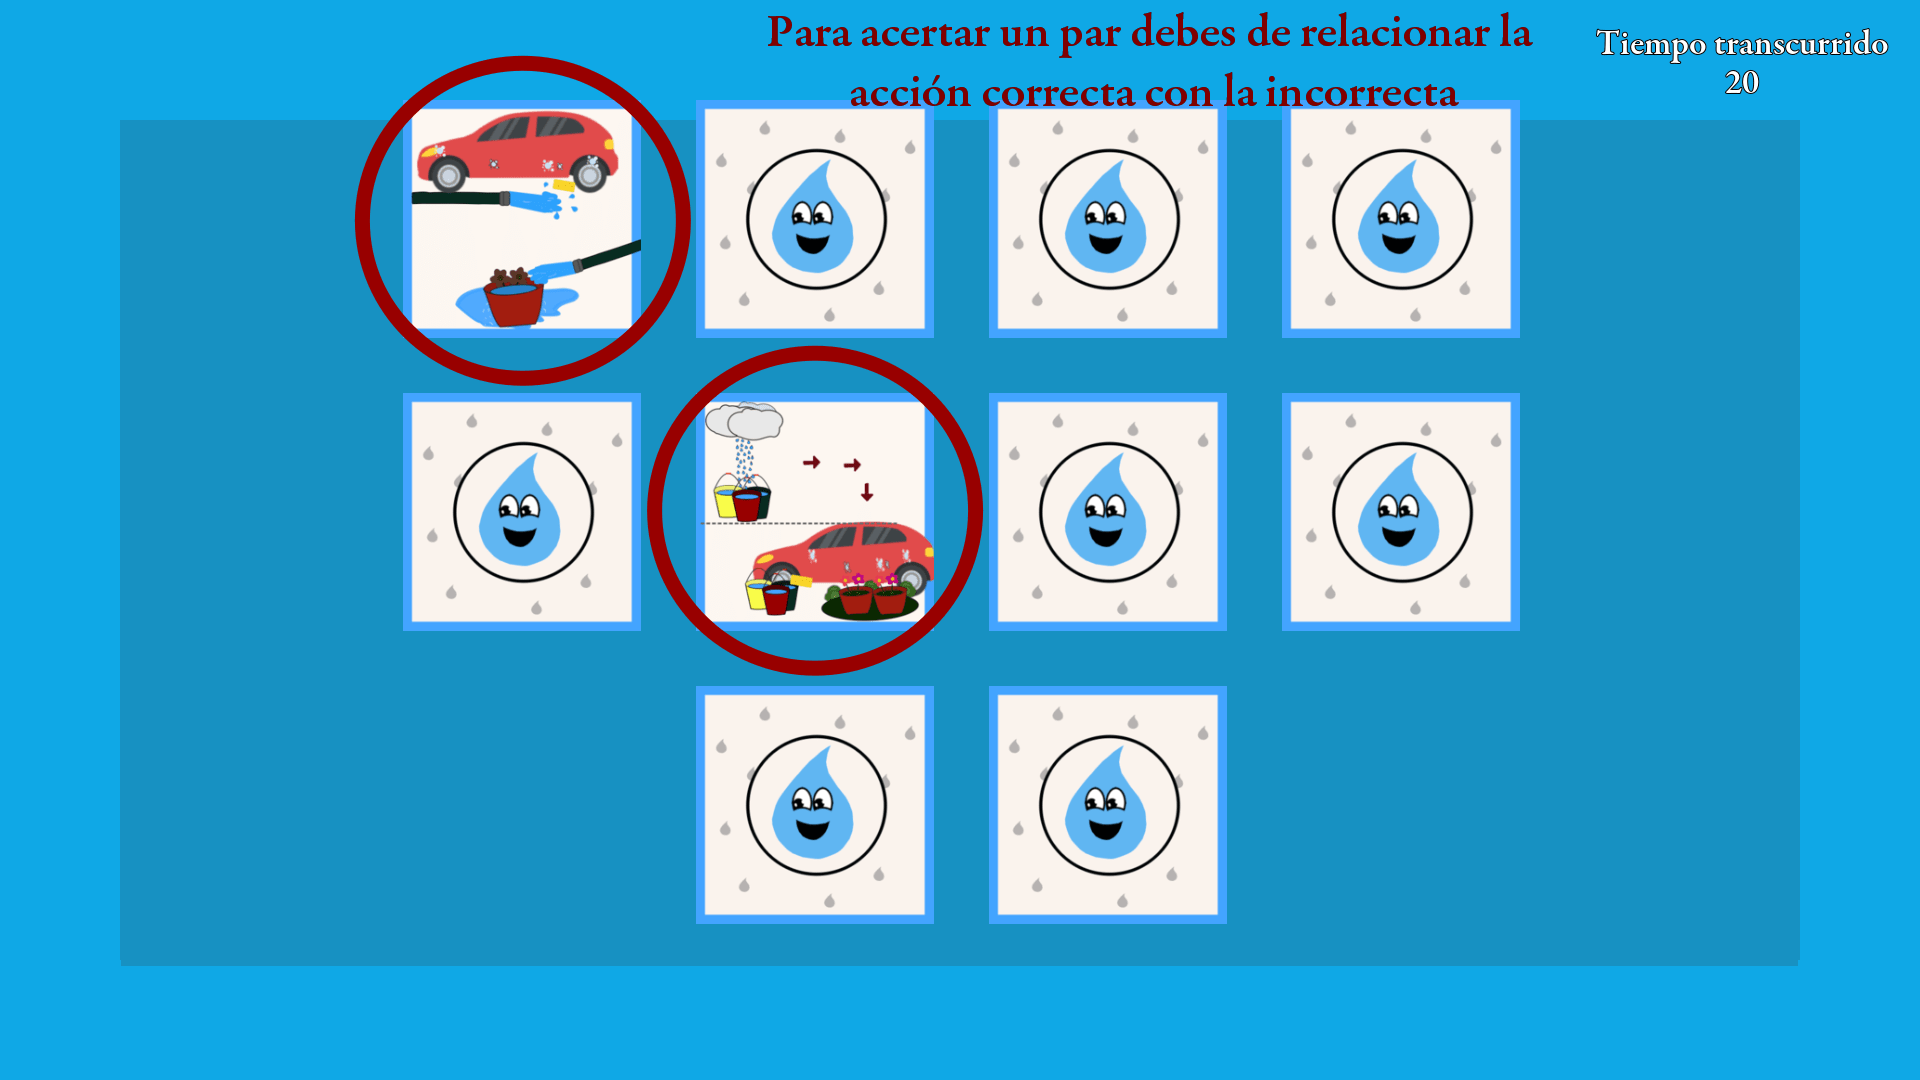 Para acertar un par debes de relacionar la
acción correcta con la incorrecta
Tiempo transcurrido
20